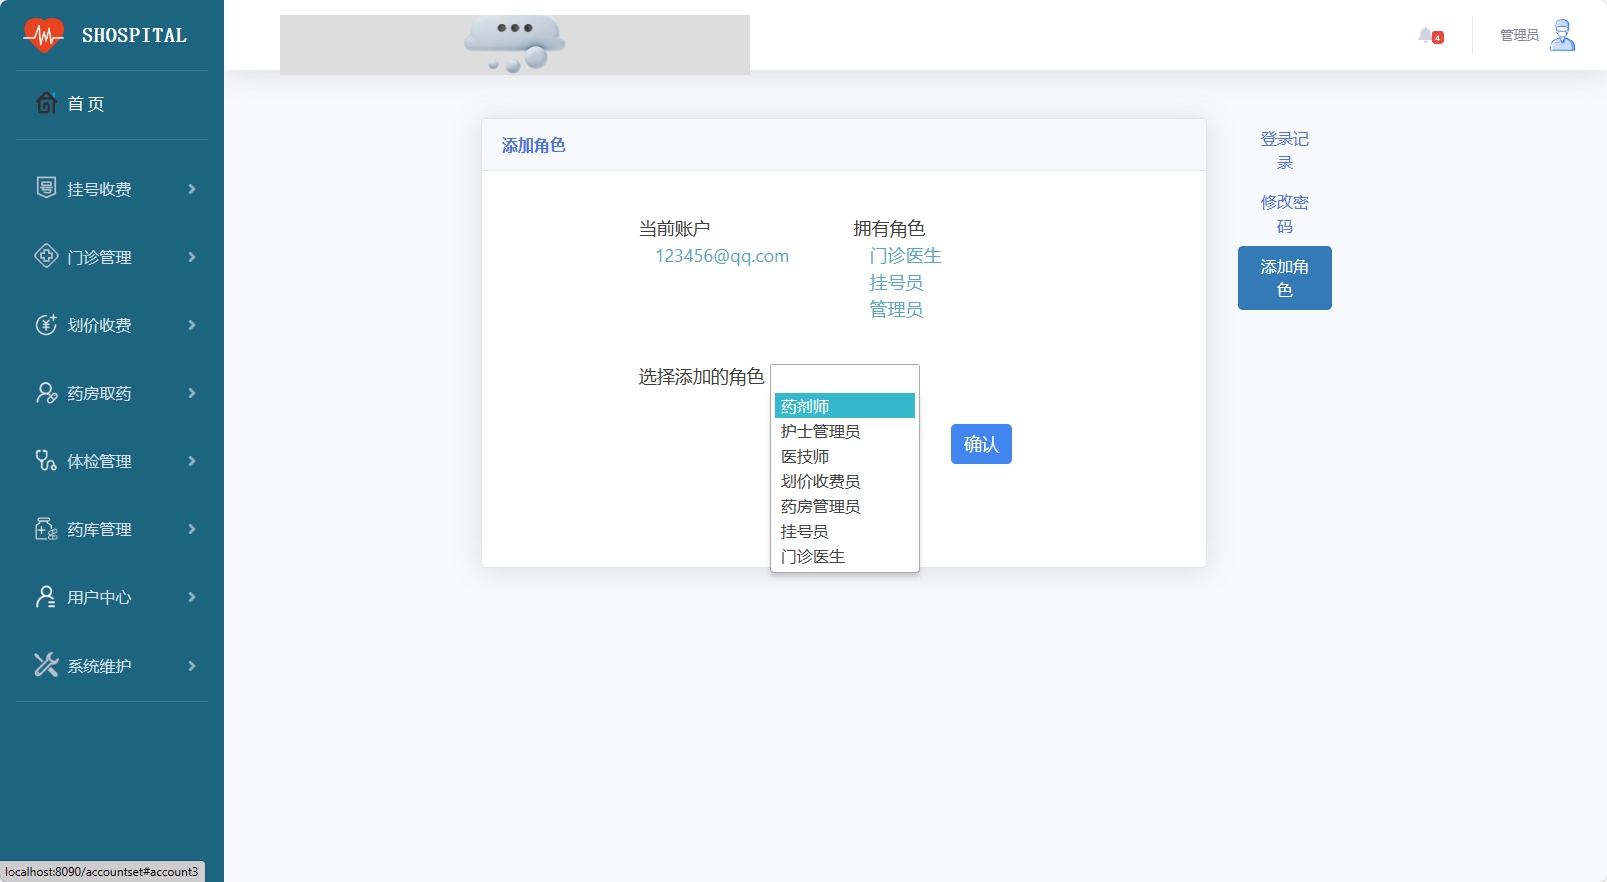 SHOSPITAL
首页
挂号收费
门诊管理
划价收费
药房取药
体检管理
药库管理
用户中心
系统维护
4
管理员
添加角色
当前账户
123456@qq.com
拥有角色
门诊医生
挂号员
管理员
选择添加的角色
药剂师
护士管理员
医技师
划价收费员
药房管理员
挂号员
门诊医生
确认
登录记
录
修改密
码
添加角
色
localhost:8090/accountset#account3